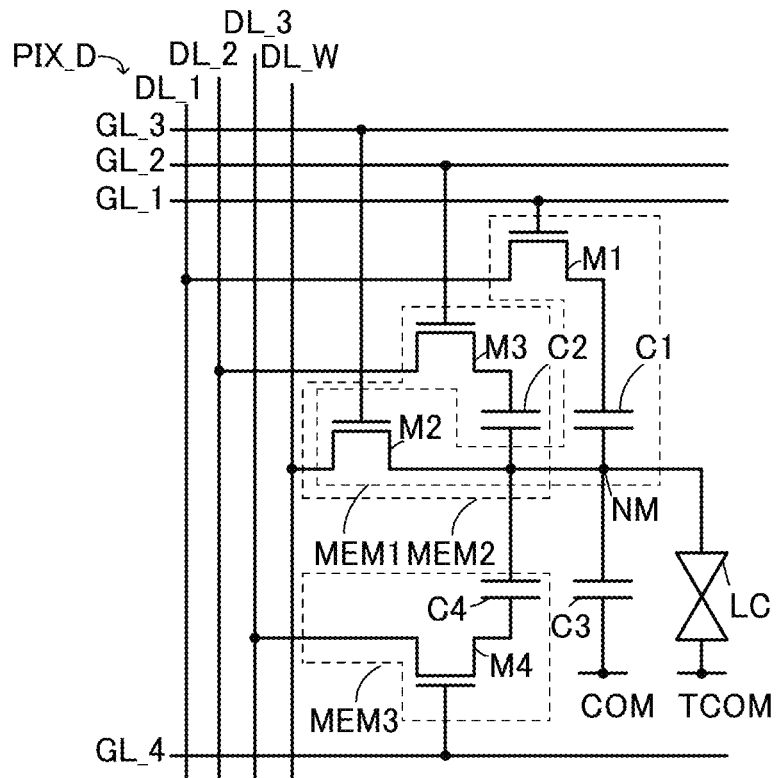 DL_3
PIX_D DL_2 DL_W
DL_1
GL_3
GL_2
GL_1
M1
M3 C2 C1
M2
NM
MEM1 MEM2
C4 C3 LC
M4
MEM3 COM TCOM
GL_4